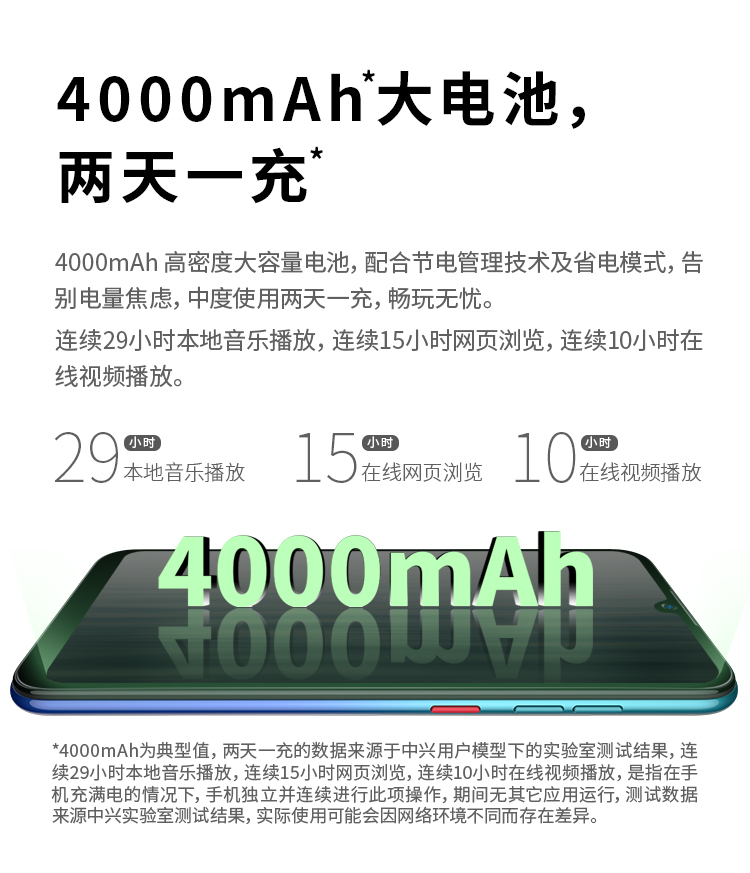 4000mAh*大电池，
两天一充*
4000mAh 高密度大容量电池，配合节电管理技术及省电模式，告
别电量焦虑，中度使用两天一充，畅玩无忧。
连续29小时本地音乐播放，连续15小时网页浏览，连续10小时在
线视频播放。
29 小时 本地音乐播放
15 小时 在线网页浏览
10 小时 在线视频播放
4000mAh
*4000mAh为典型值，两天一充的数据来源于中兴用户模型下的实验室测试结果，连
续29小时本地音乐播放，连续15小时网页浏览，连续10小时在线视频播放，是指在手
机充满电的情况下，手机独立并连续进行此项操作，期间无其它应用运行，测试数据
来源中兴实验室测试结果，实际使用可能会因网络环境不同而存在差异。